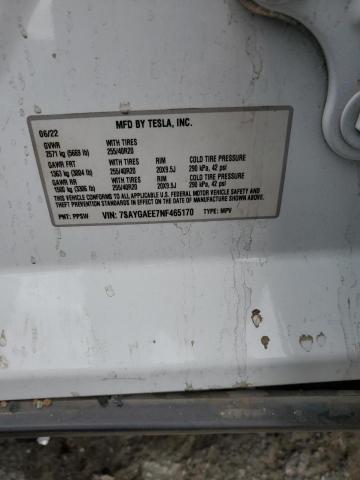 MFD BY TESLA, INC.
06/22
GVWR WITH TIRES
2571 kg (5669 lb) 255/40R20
GAWR FRT WITH TIRES RIM COLD TIRE PRESSURE
1363 kg (3004 lb) 255/40R20 20X9.5J 290 kPa, 42 psi
GAWR RR WITH TIRES RIM COLD TIRE PRESSURE
1500 kg (3306 lb) 255/40R20 20X9.5J 290 kPa, 42 psi
THIS VEHICLE CONFORMS TO ALL APPLICABLE U.S. FEDERAL MOTOR VEHICLE SAFETY AND
THEFT PREVENTION STANDARDS IN EFFECT ON THE DATE OF MANUFACTURE SHOWN ABOVE.
PNT: PPSW VIN: 7SAYGAEE7NF465170 TYPE: MPV